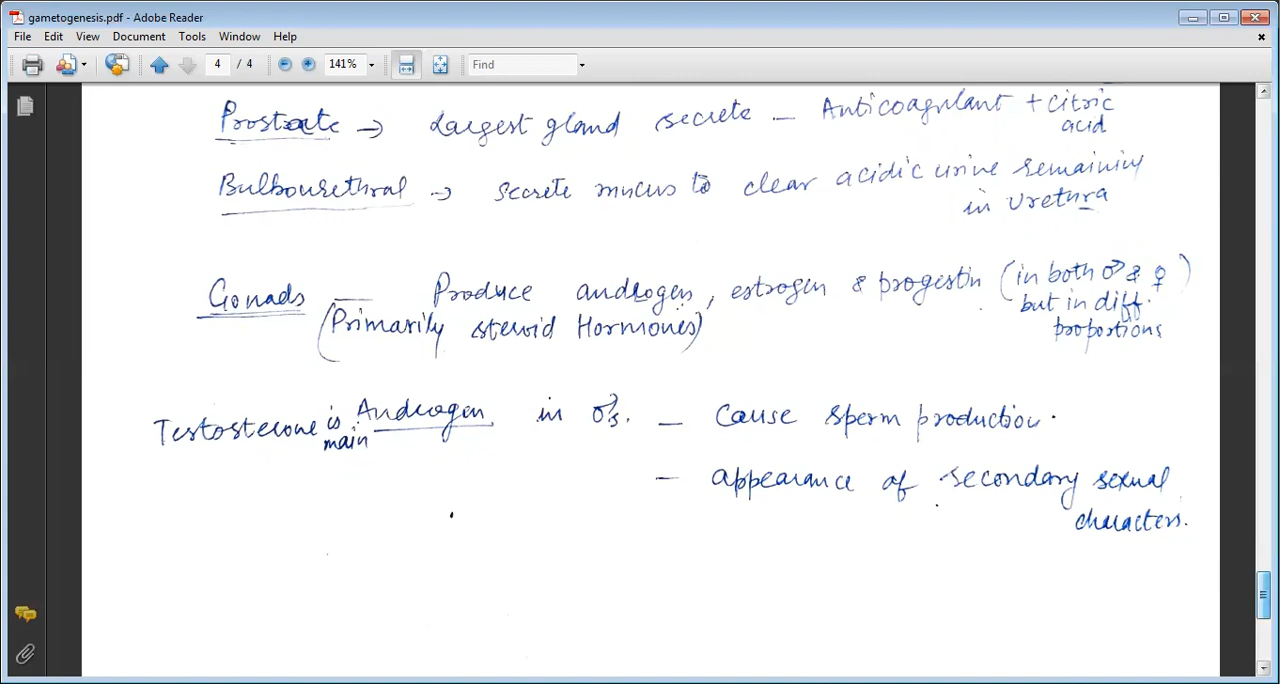 gametogenesis.pdf - Adobe Reader
File Edit View Document Tools Window Help
4 / 4 141% Find
Prostate → Largest gland secrete - Anticoagulant + citric
acid
Bulbourethral → secrete mucus to clear acidic urine remaining
in urethra
Gonads — Produce androgen, estrogen & progestin (in both ♂ & ♀)
(Primarily steroid Hormones) but in diff.
proportions
Testosterone is main Androgen in ♂'s. - cause sperm production.
- appearance of secondary sexual
characters.